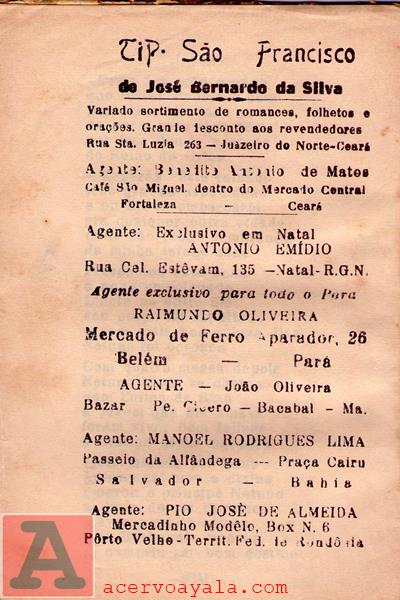 TIP. São Francisco
de José Bernardo da Silva
Variado sortimento de romances, folhetos e
orações. Grande desconto aos revendedores
Rua Sta. Luzia 263 - Juàzeiro do Norte-Ceará
Agente: Benedito Antonio de Matos
Café São Miguel, dentro do Mercado Central
Fortaleza — Ceará
Agente: Exclusivo em Natal
ANTONIO EMÍDIO
Rua Cel. Estêvam, 135 -Natal- R.G.N.
Agente exclusivo para todo o Pará
RAIMUNDO OLIVEIRA
Mercado de Ferro Aparador, 26
Belém — Pará
AGENTE — João Oliveira
Bazar Pe. Cicero — Bacabal - Ma.
Agente: MANOEL RODRIGUES LIMA
Passeio da Alfândega --- Praça Cairu
Salvador — Bahia
Agente: PIO JOSÈ DE ALMEIDA
Mercadinho Modêlo, Box N. 6
Pôrto Velho-Territ. Fed. de Rondônia
A
acervoayala.com